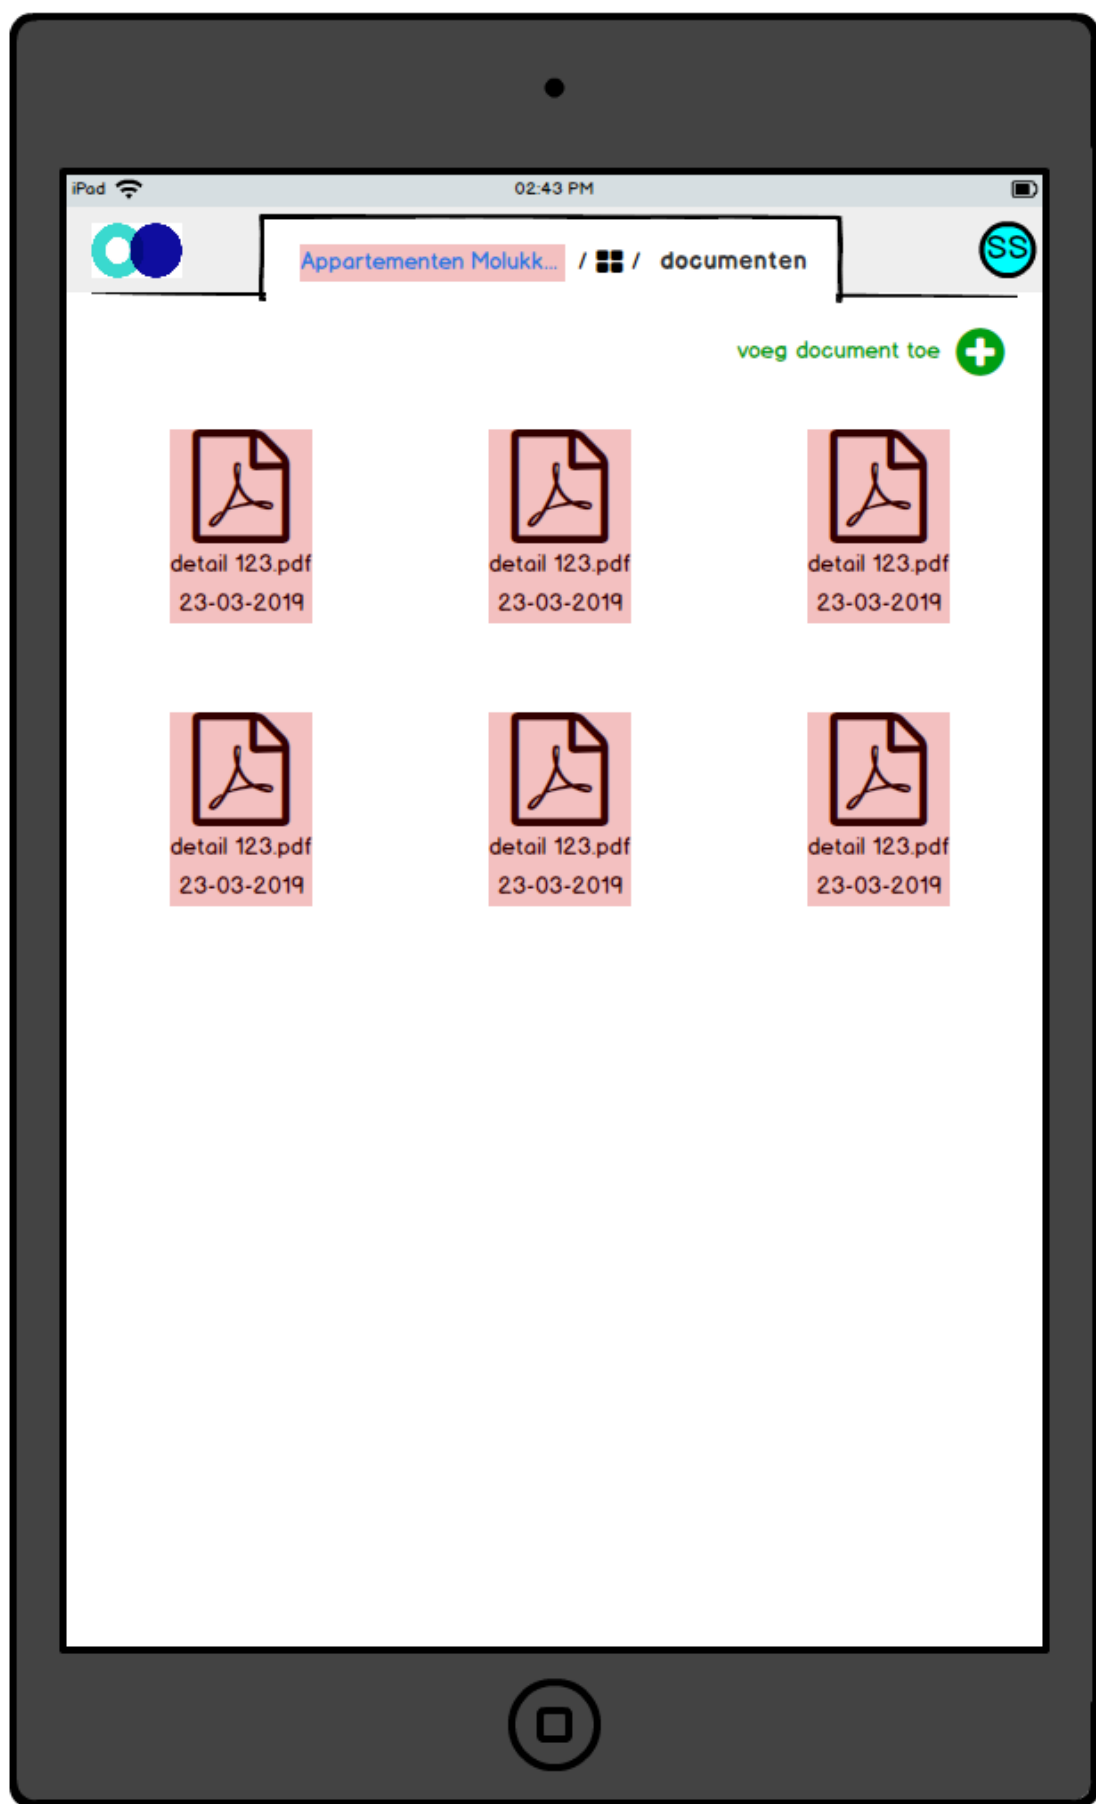 iPad 02:43 PM
Appartementen Molukk... / / documenten SS
voeg document toe
detail 123.pdf detail 123.pdf detail 123.pdf
23-03-2019 23-03-2019 23-03-2019
detail 123.pdf detail 123.pdf detail 123.pdf
23-03-2019 23-03-2019 23-03-2019